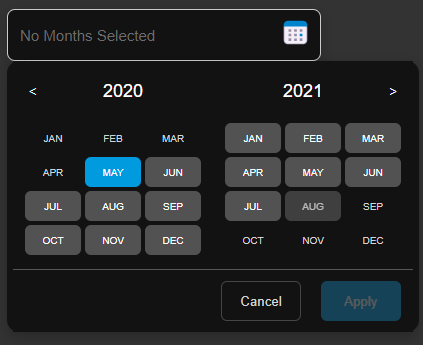 No Months Selected
< 2020 2021 >
JAN FEB MAR JAN FEB MAR
APR MAY JUN APR MAY JUN
JUL AUG SEP JUL AUG SEP
OCT NOV DEC OCT NOV DEC
Cancel Apply